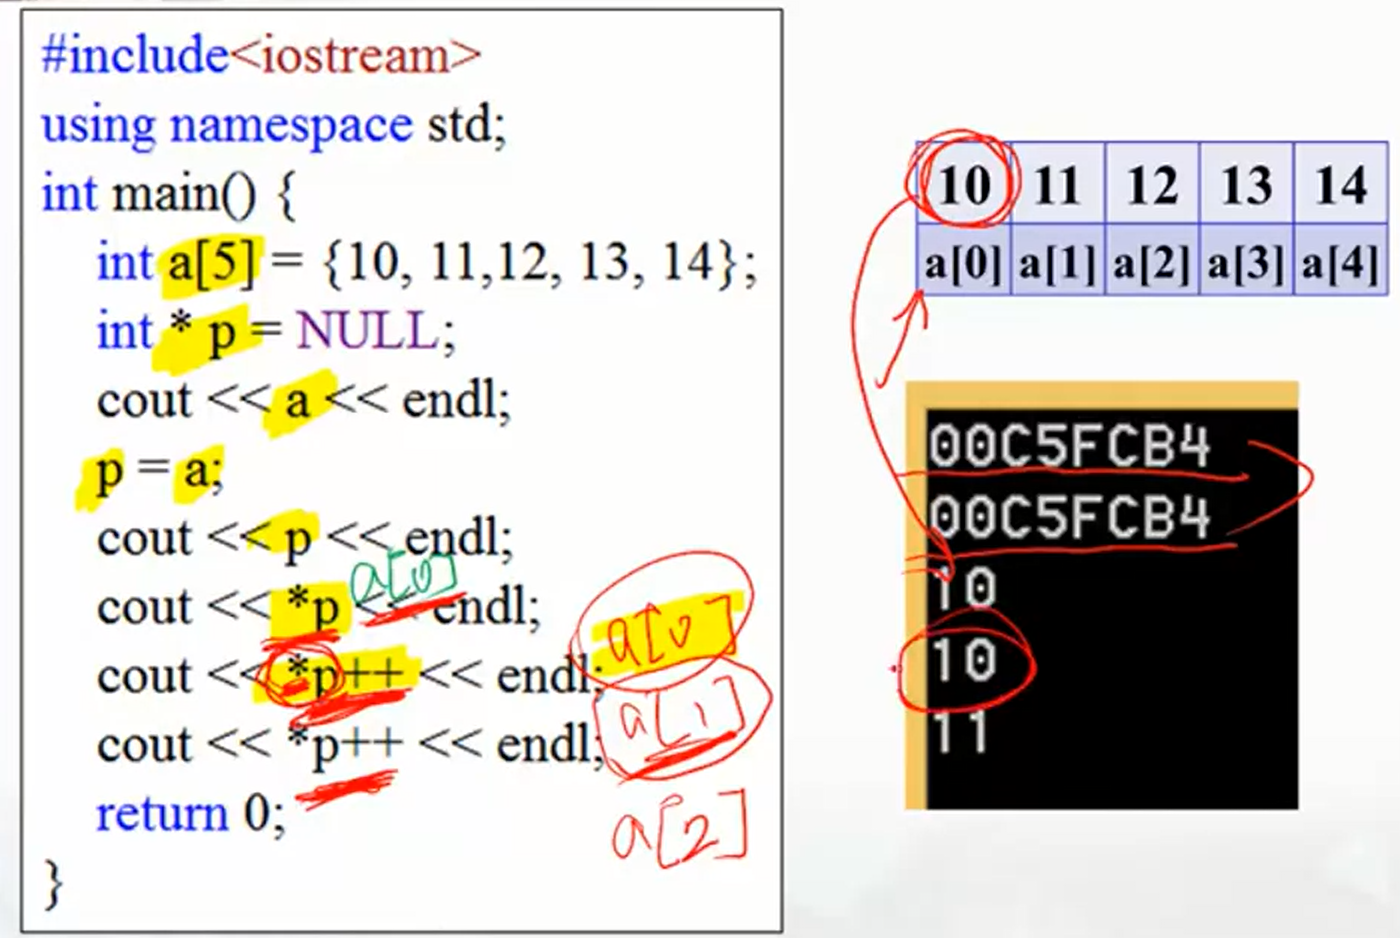 #include<iostream>
using namespace std;
int main() {
int a[5] = {10, 11,12, 13, 14};
int * p = NULL;
cout << a << endl;
p = a;
cout << p << endl;
a[0]
cout << *p << endl;
a[0]
cout << *p++ << endl;
a[1]
cout << *p++ << endl;
return 0;
a[2]
}
10 11 12 13 14
a[0] a[1] a[2] a[3] a[4]
00C5FCB4
00C5FCB4
10
10
11